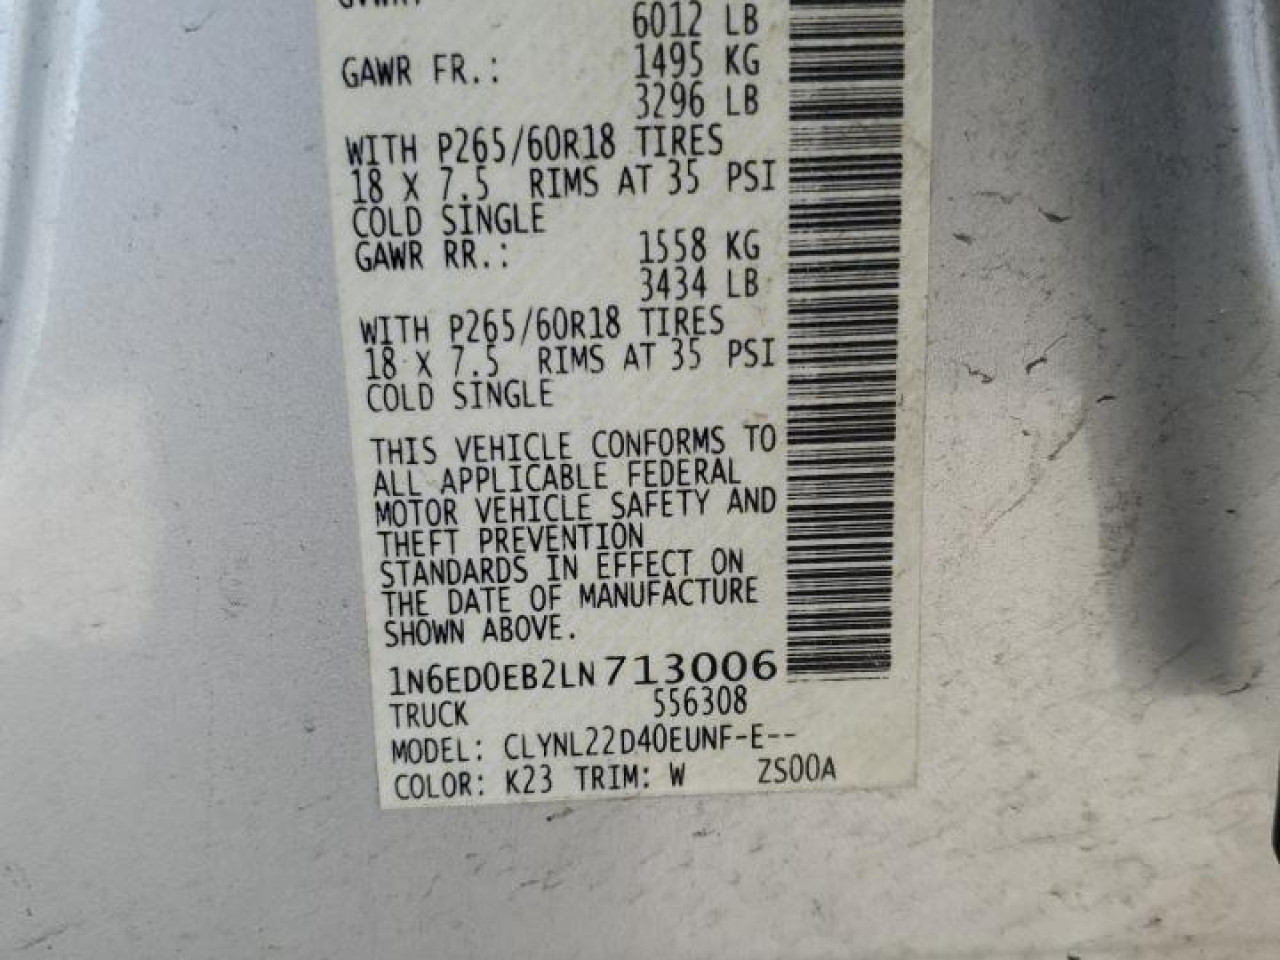 GVWR:
6012 LB
GAWR FR.: 1495 KG
3296 LB
WITH P265/60R18 TIRES
18 X 7.5 RIMS AT 35 PSI
COLD SINGLE
GAWR RR.: 1558 KG
3434 LB
WITH P265/60R18 TIRES
18 X 7.5 RIMS AT 35 PSI
COLD SINGLE
THIS VEHICLE CONFORMS TO
ALL APPLICABLE FEDERAL
MOTOR VEHICLE SAFETY AND
THEFT PREVENTION
STANDARDS IN EFFECT ON
THE DATE OF MANUFACTURE
SHOWN ABOVE.
1N6ED0EB2LN713006
TRUCK 556308
MODEL: CLYNL22D40EUNF-E--
COLOR: K23 TRIM: W ZS00A